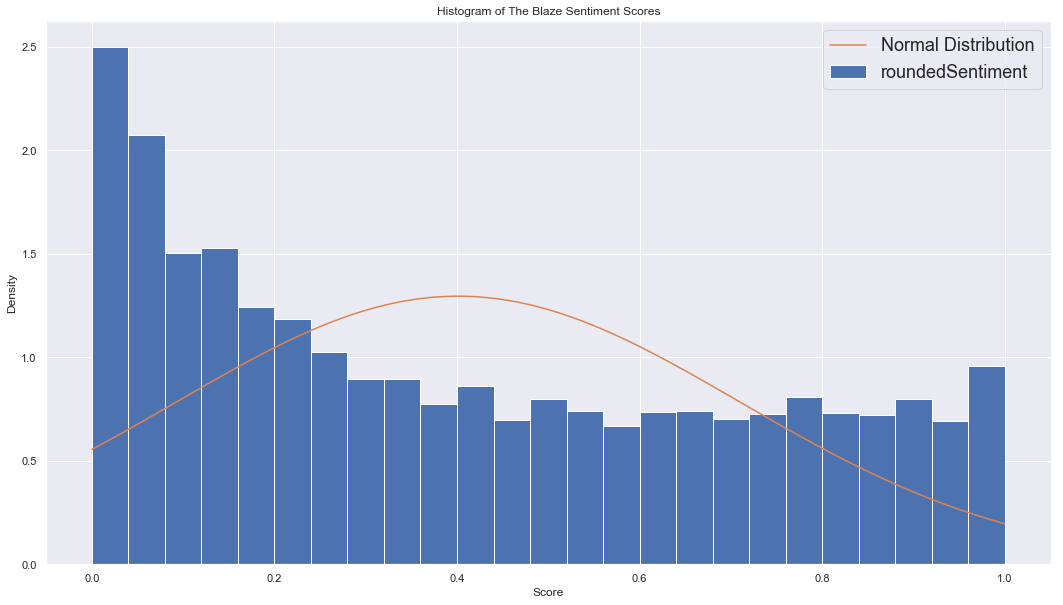 Histogram of The Blaze Sentiment Scores
Normal Distribution
roundedSentiment
2.5
2.0
1.5
1.0
0.5
0.0
Density
0.0 0.2 0.4 0.6 0.8 1.0
Score